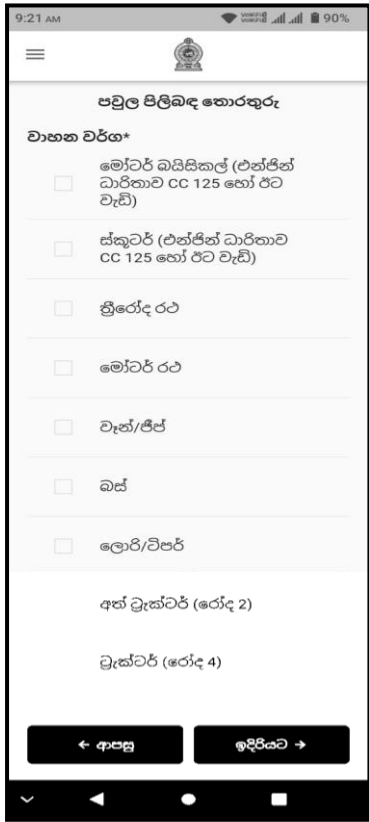 9:21 AM 90%
පවුල පිලිබඳ තොරතුරු
වාහන වර්ග*
මෝටර් බයිසිකල් (එන්ජින්
ධාරිතාව CC 125 හෝ ඊට
වැඩි)
ස්කූටර් (එන්ජින් ධාරිතාව
CC 125 හෝ ඊට වැඩි)
ත්‍රීරෝද රථ
මෝටර් රථ
වෑන්/ජීප්
බස්
ලොරි/ටිපර්
අත් ට්‍රැක්ටර් (රෝද 2)
ට්‍රැක්ටර් (රෝද 4)
← ආපසු ඉදිරියට →